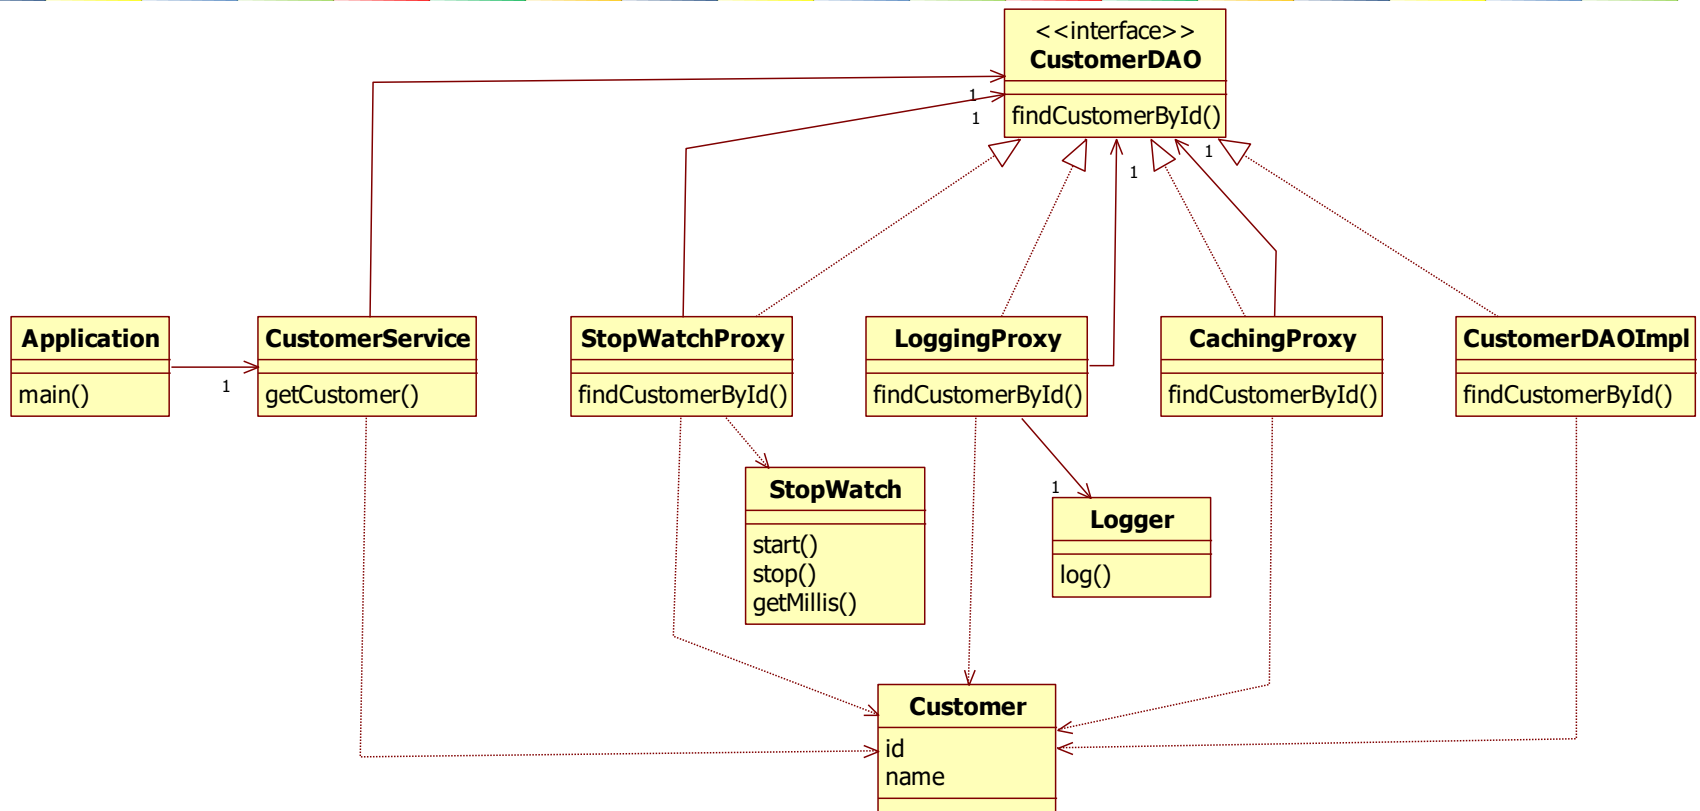 <<interface>>
CustomerDAO
findCustomerById()
1
1
1
1
Application
main()
1
CustomerService
getCustomer()
StopWatchProxy
findCustomerById()
LoggingProxy
findCustomerById()
CachingProxy
findCustomerById()
CustomerDAOImpl
findCustomerById()
StopWatch
start()
stop()
getMillis()
1
Logger
log()
Customer
id
name